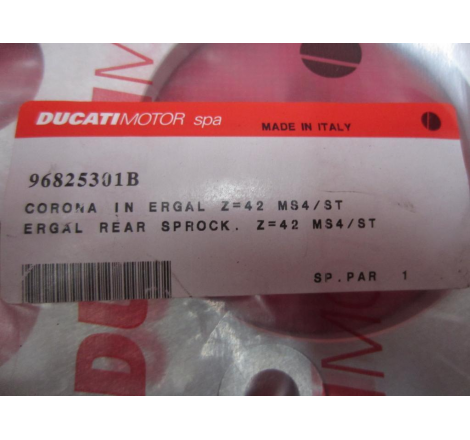 DUCATIMOTOR spa MADE IN ITALY
96825301B
CORONA IN ERGAL Z=42 MS4/ST
ERGAL REAR SPROCK. Z=42 MS4/ST
SP.PAR 1